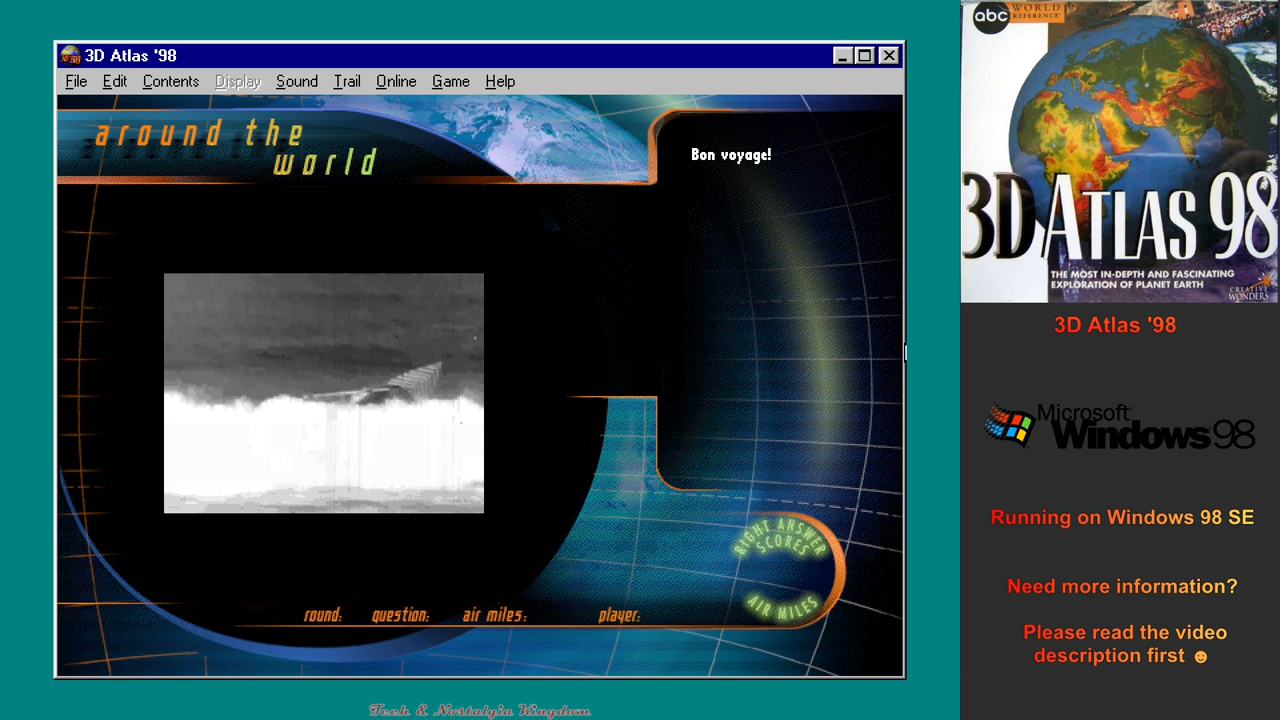 3D Atlas '98
File Edit Contents Display Sound Trail Online Game Help
around the
world
Bon voyage!
RIGHT ANSWER
SCORES
AIR MILES
round: question: air miles: player:
Tech & Nostalgia Kingdom
abc WORLD
REFERENCE
3D ATLAS 98
THE MOST IN-DEPTH AND FASCINATING
EXPLORATION OF PLANET EARTH
CREATIVE
WONDERS
3D Atlas '98
Microsoft
Windows 98
Running on Windows 98 SE
Need more information?
Please read the video
description first